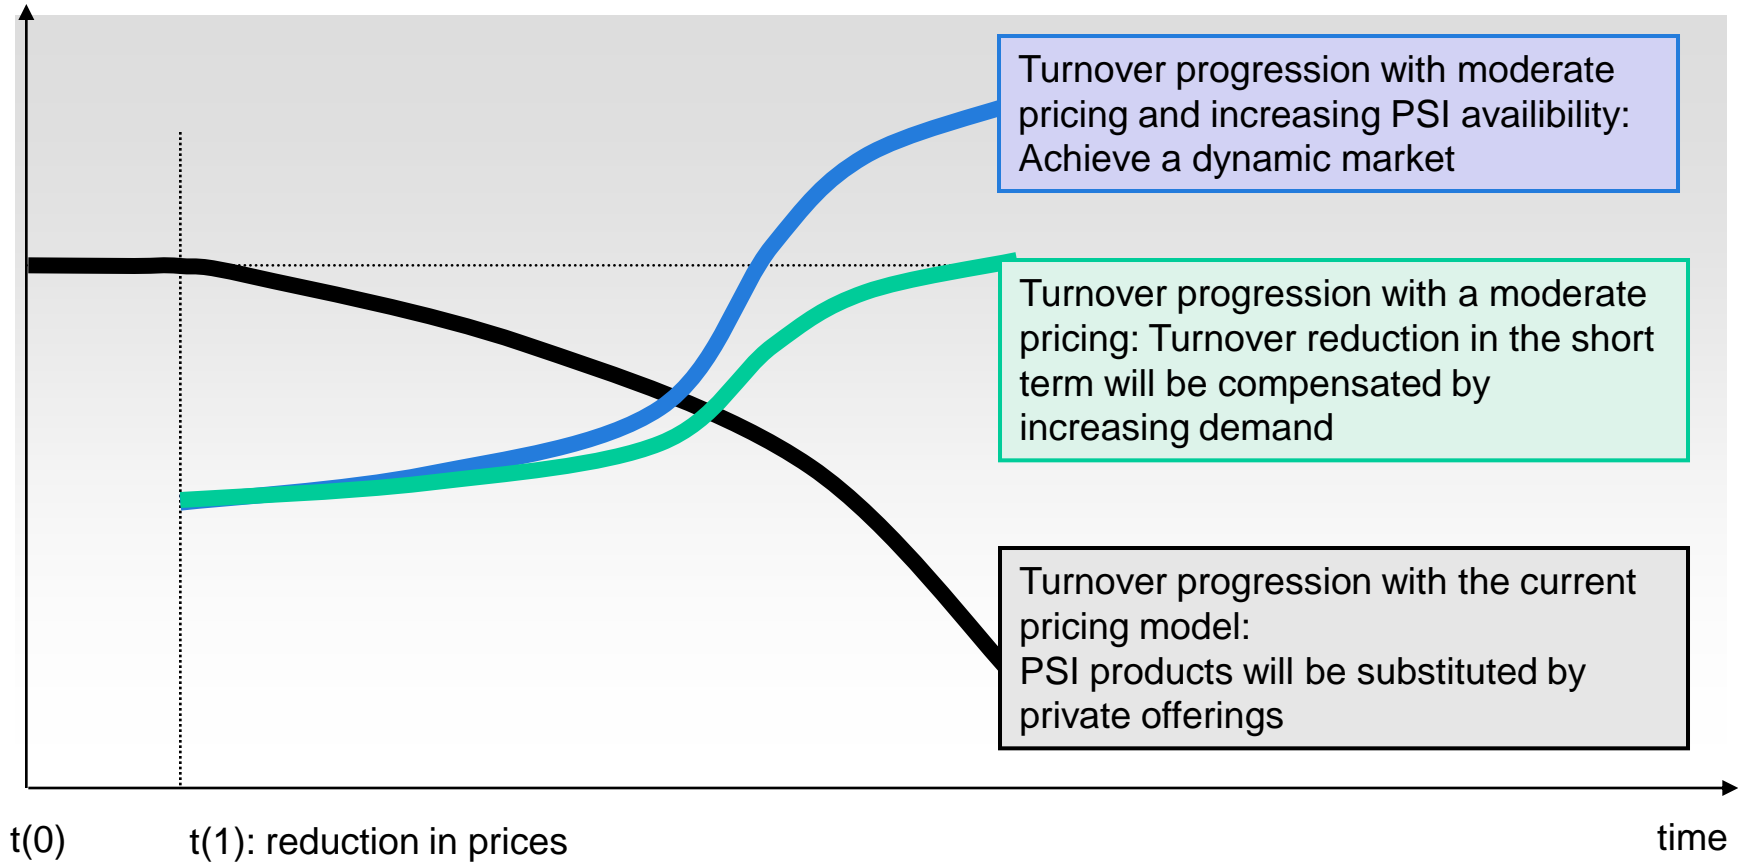 Turnover progression with moderate
pricing and increasing PSI availibility:
Achieve a dynamic market
Turnover progression with a moderate
pricing: Turnover reduction in the short
term will be compensated by
increasing demand
Turnover progression with the current
pricing model:
PSI products will be substituted by
private offerings
t(0)
t(1): reduction in prices
time